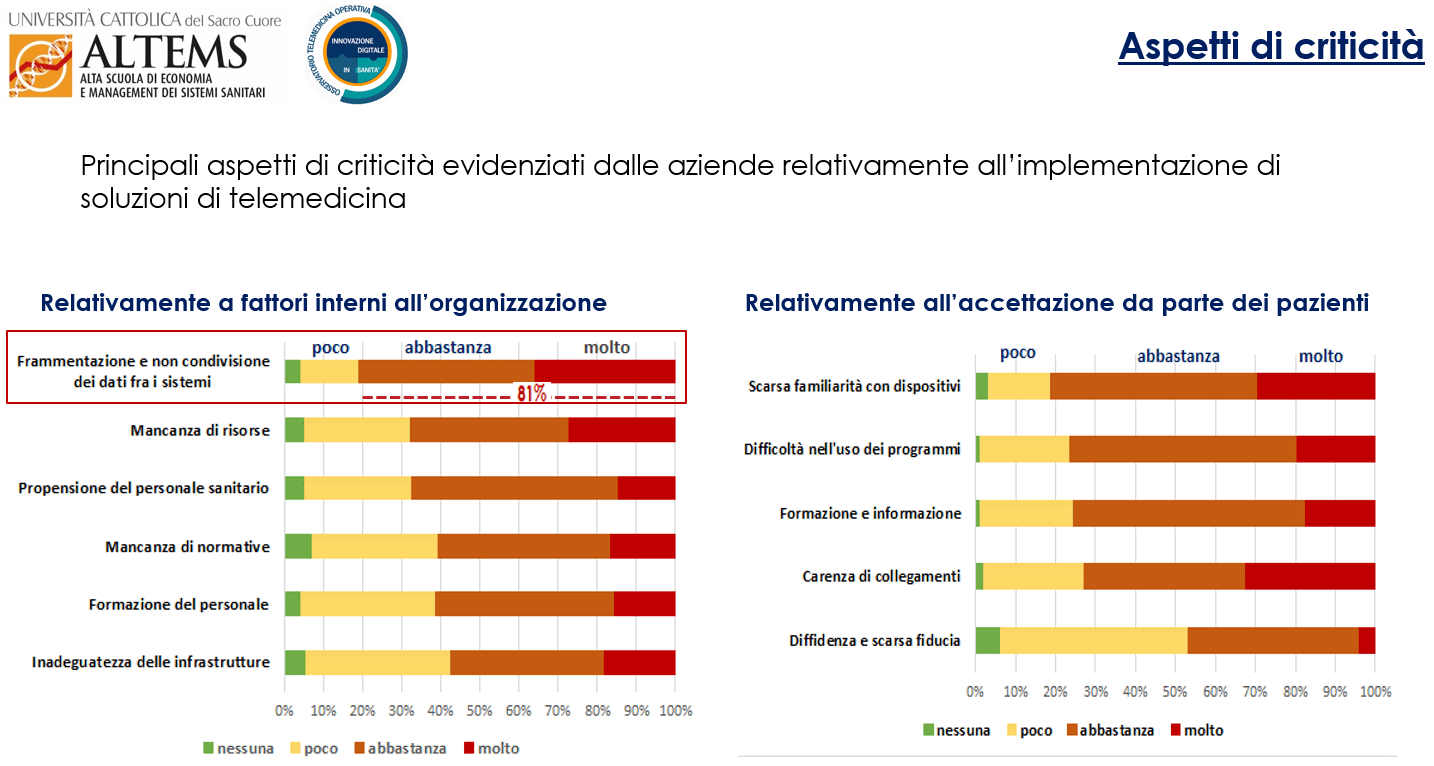 UNIVERSITÀ CATTOLICA del Sacro Cuore
ALTEMS
ALTA SCUOLA DI ECONOMIA
E MANAGEMENT DEI SISTEMI SANITARI
OSSERVATORIO TELEMEDICINA OPERATIVA
INNOVAZIONE
DIGITALE
IN SANITA'
Aspetti di criticità
Principali aspetti di criticità evidenziati dalle aziende relativamente all’implementazione di
soluzioni di telemedicina
Relativamente a fattori interni all’organizzazione
poco abbastanza molto
Frammentazione e non condivisione
dei dati fra i sistemi
81%
Mancanza di risorse
Propensione del personale sanitario
Mancanza di normative
Formazione del personale
Inadeguatezza delle infrastrutture
0% 10% 20% 30% 40% 50% 60% 70% 80% 90% 100%
nessuna poco abbastanza molto
Relativamente all’accettazione da parte dei pazienti
poco abbastanza molto
Scarsa familiarità con dispositivi
Difficoltà nell'uso dei programmi
Formazione e informazione
Carenza di collegamenti
Diffidenza e scarsa fiducia
0% 10% 20% 30% 40% 50% 60% 70% 80% 90% 100%
nessuna poco abbastanza molto